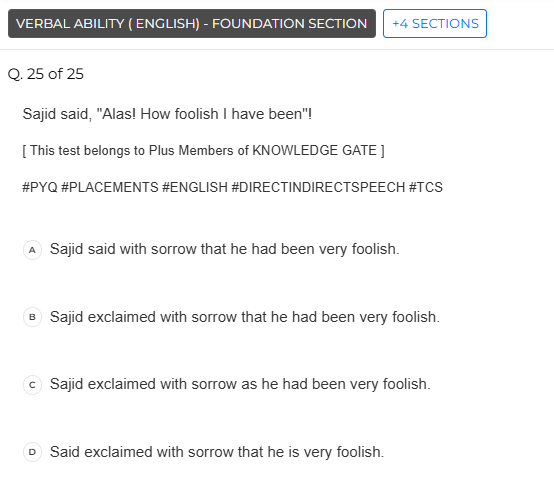 VERBAL ABILITY ( ENGLISH) - FOUNDATION SECTION +4 SECTIONS
Q. 25 of 25
Sajid said, "Alas! How foolish I have been"!
[ This test belongs to Plus Members of KNOWLEDGE GATE ]
#PYQ #PLACEMENTS #ENGLISH #DIRECTINDIRECTSPEECH #TCS
A Sajid said with sorrow that he had been very foolish.
B Sajid exclaimed with sorrow that he had been very foolish.
C Sajid exclaimed with sorrow as he had been very foolish.
D Said exclaimed with sorrow that he is very foolish.